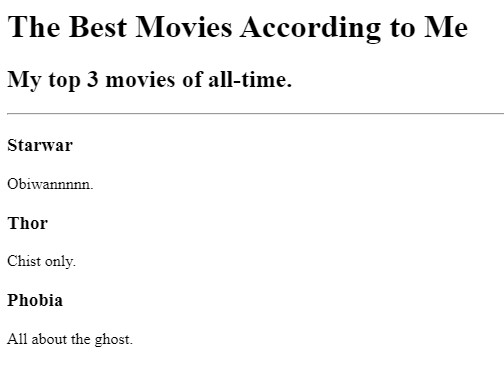 The Best Movies According to Me
My top 3 movies of all-time.
Starwar
Obiwannnnn.
Thor
Chist only.
Phobia
All about the ghost.